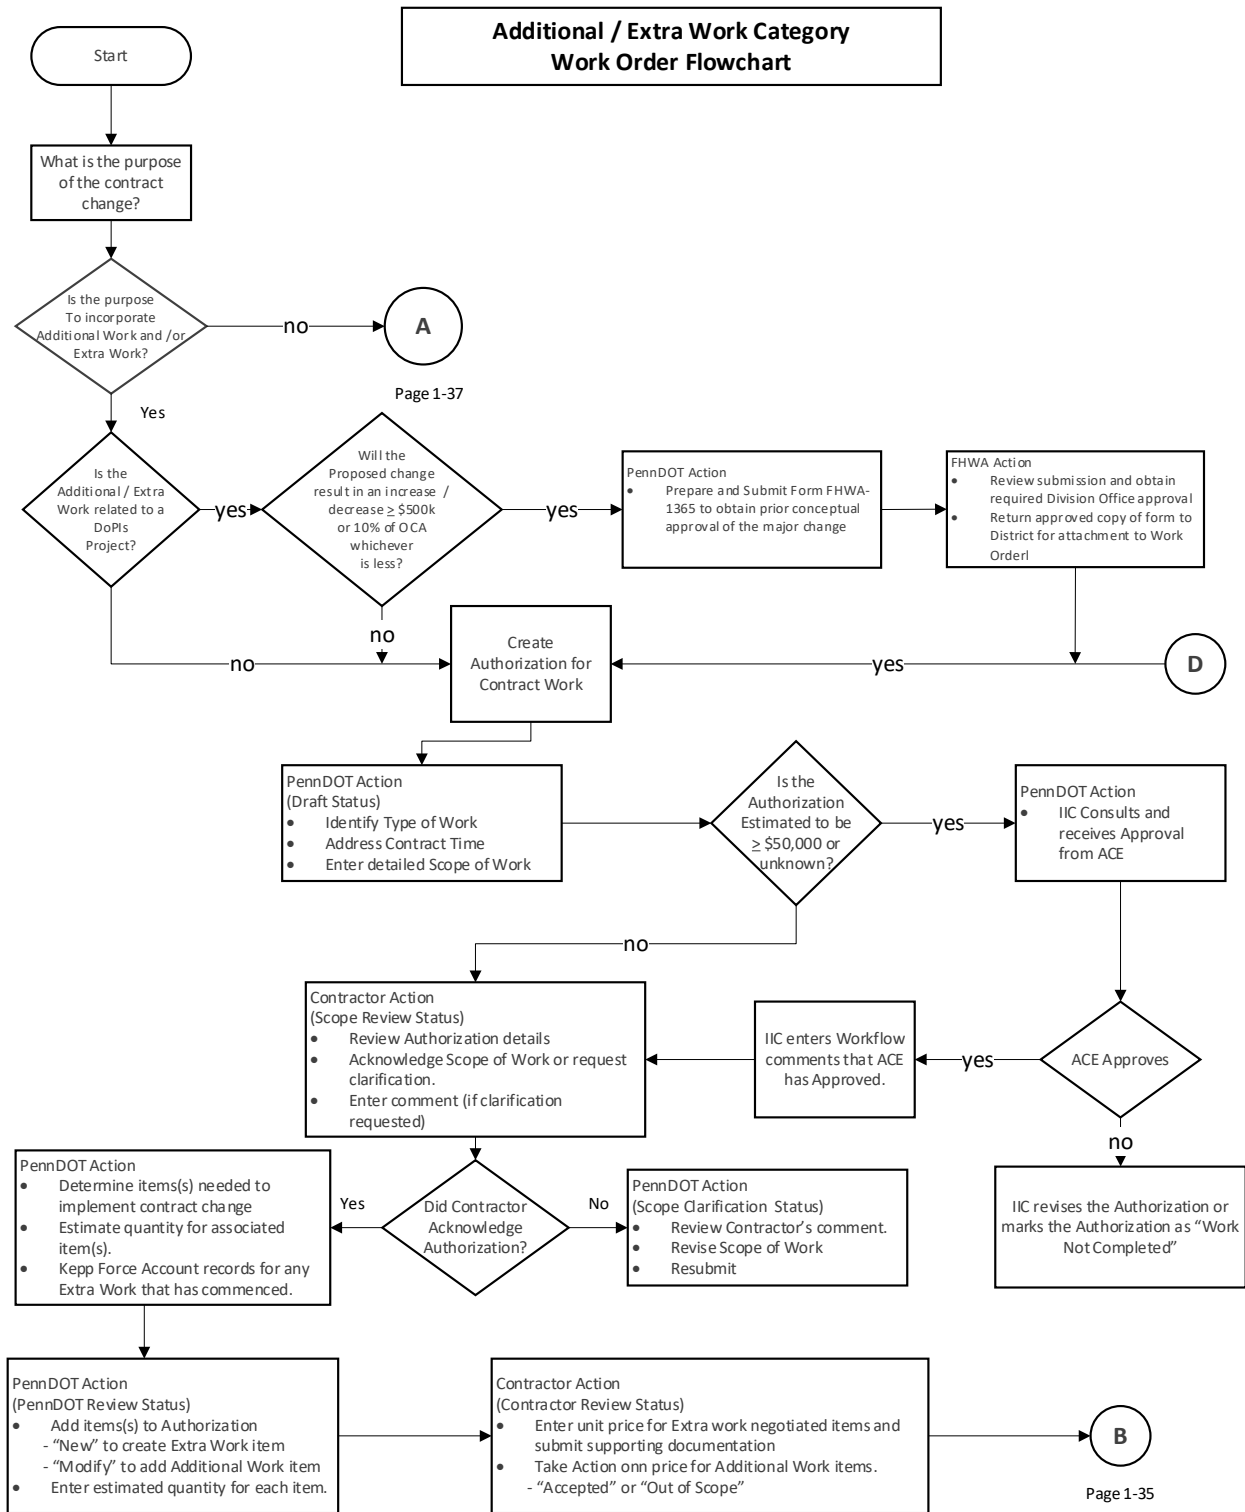 Additional / Extra Work Category
Work Order Flowchart
Start
What is the purpose
of the contract
change?
Is the purpose
To incorporate
Additional Work and /or
Extra Work?
no
A
Page 1-37
Yes
Is the
Additional / Extra
Work related to a
DoPIs
Project?
yes
Will the
Proposed change
result in an increase /
decrease ≥ $500k
or 10% of OCA
whichever
is less?
yes
PennDOT Action
• Prepare and Submit Form FHWA-
1365 to obtain prior conceptual
approval of the major change
FHWA Action
• Review submission and obtain
required Division Office approval
• Return approved copy of form to
District for attachment to Work
Orderl
no
no
Create
Authorization for
Contract Work
yes
D
PennDOT Action
(Draft Status)
• Identify Type of Work
• Address Contract Time
• Enter detailed Scope of Work
Is the
Authorization
Estimated to be
≥ $50,000 or
unknown?
yes
PennDOT Action
• IIC Consults and
receives Approval
from ACE
no
Contractor Action
(Scope Review Status)
• Review Authorization details
• Acknowledge Scope of Work or request
clarification.
• Enter comment (if clarification
requested)
IIC enters Workflow
comments that ACE
has Approved.
yes
ACE Approves
no
IIC revises the Authorization or
marks the Authorization as “Work
Not Completed”
PennDOT Action
• Determine items(s) needed to
implement contract change
• Estimate quantity for associated
item(s).
• Kepp Force Account records for any
Extra Work that has commenced.
Yes
Did Contractor
Acknowledge
Authorization?
No
PennDOT Action
(Scope Clarification Status)
• Review Contractor’s comment.
• Revise Scope of Work
• Resubmit
PennDOT Action
(PennDOT Review Status)
• Add items(s) to Authorization
- “New” to create Extra Work item
- “Modify” to add Additional Work item
• Enter estimated quantity for each item.
Contractor Action
(Contractor Review Status)
• Enter unit price for Extra work negotiated items and
submit supporting documentation
• Take Action onn price for Additional Work items.
- “Accepted” or “Out of Scope”
B
Page 1-35